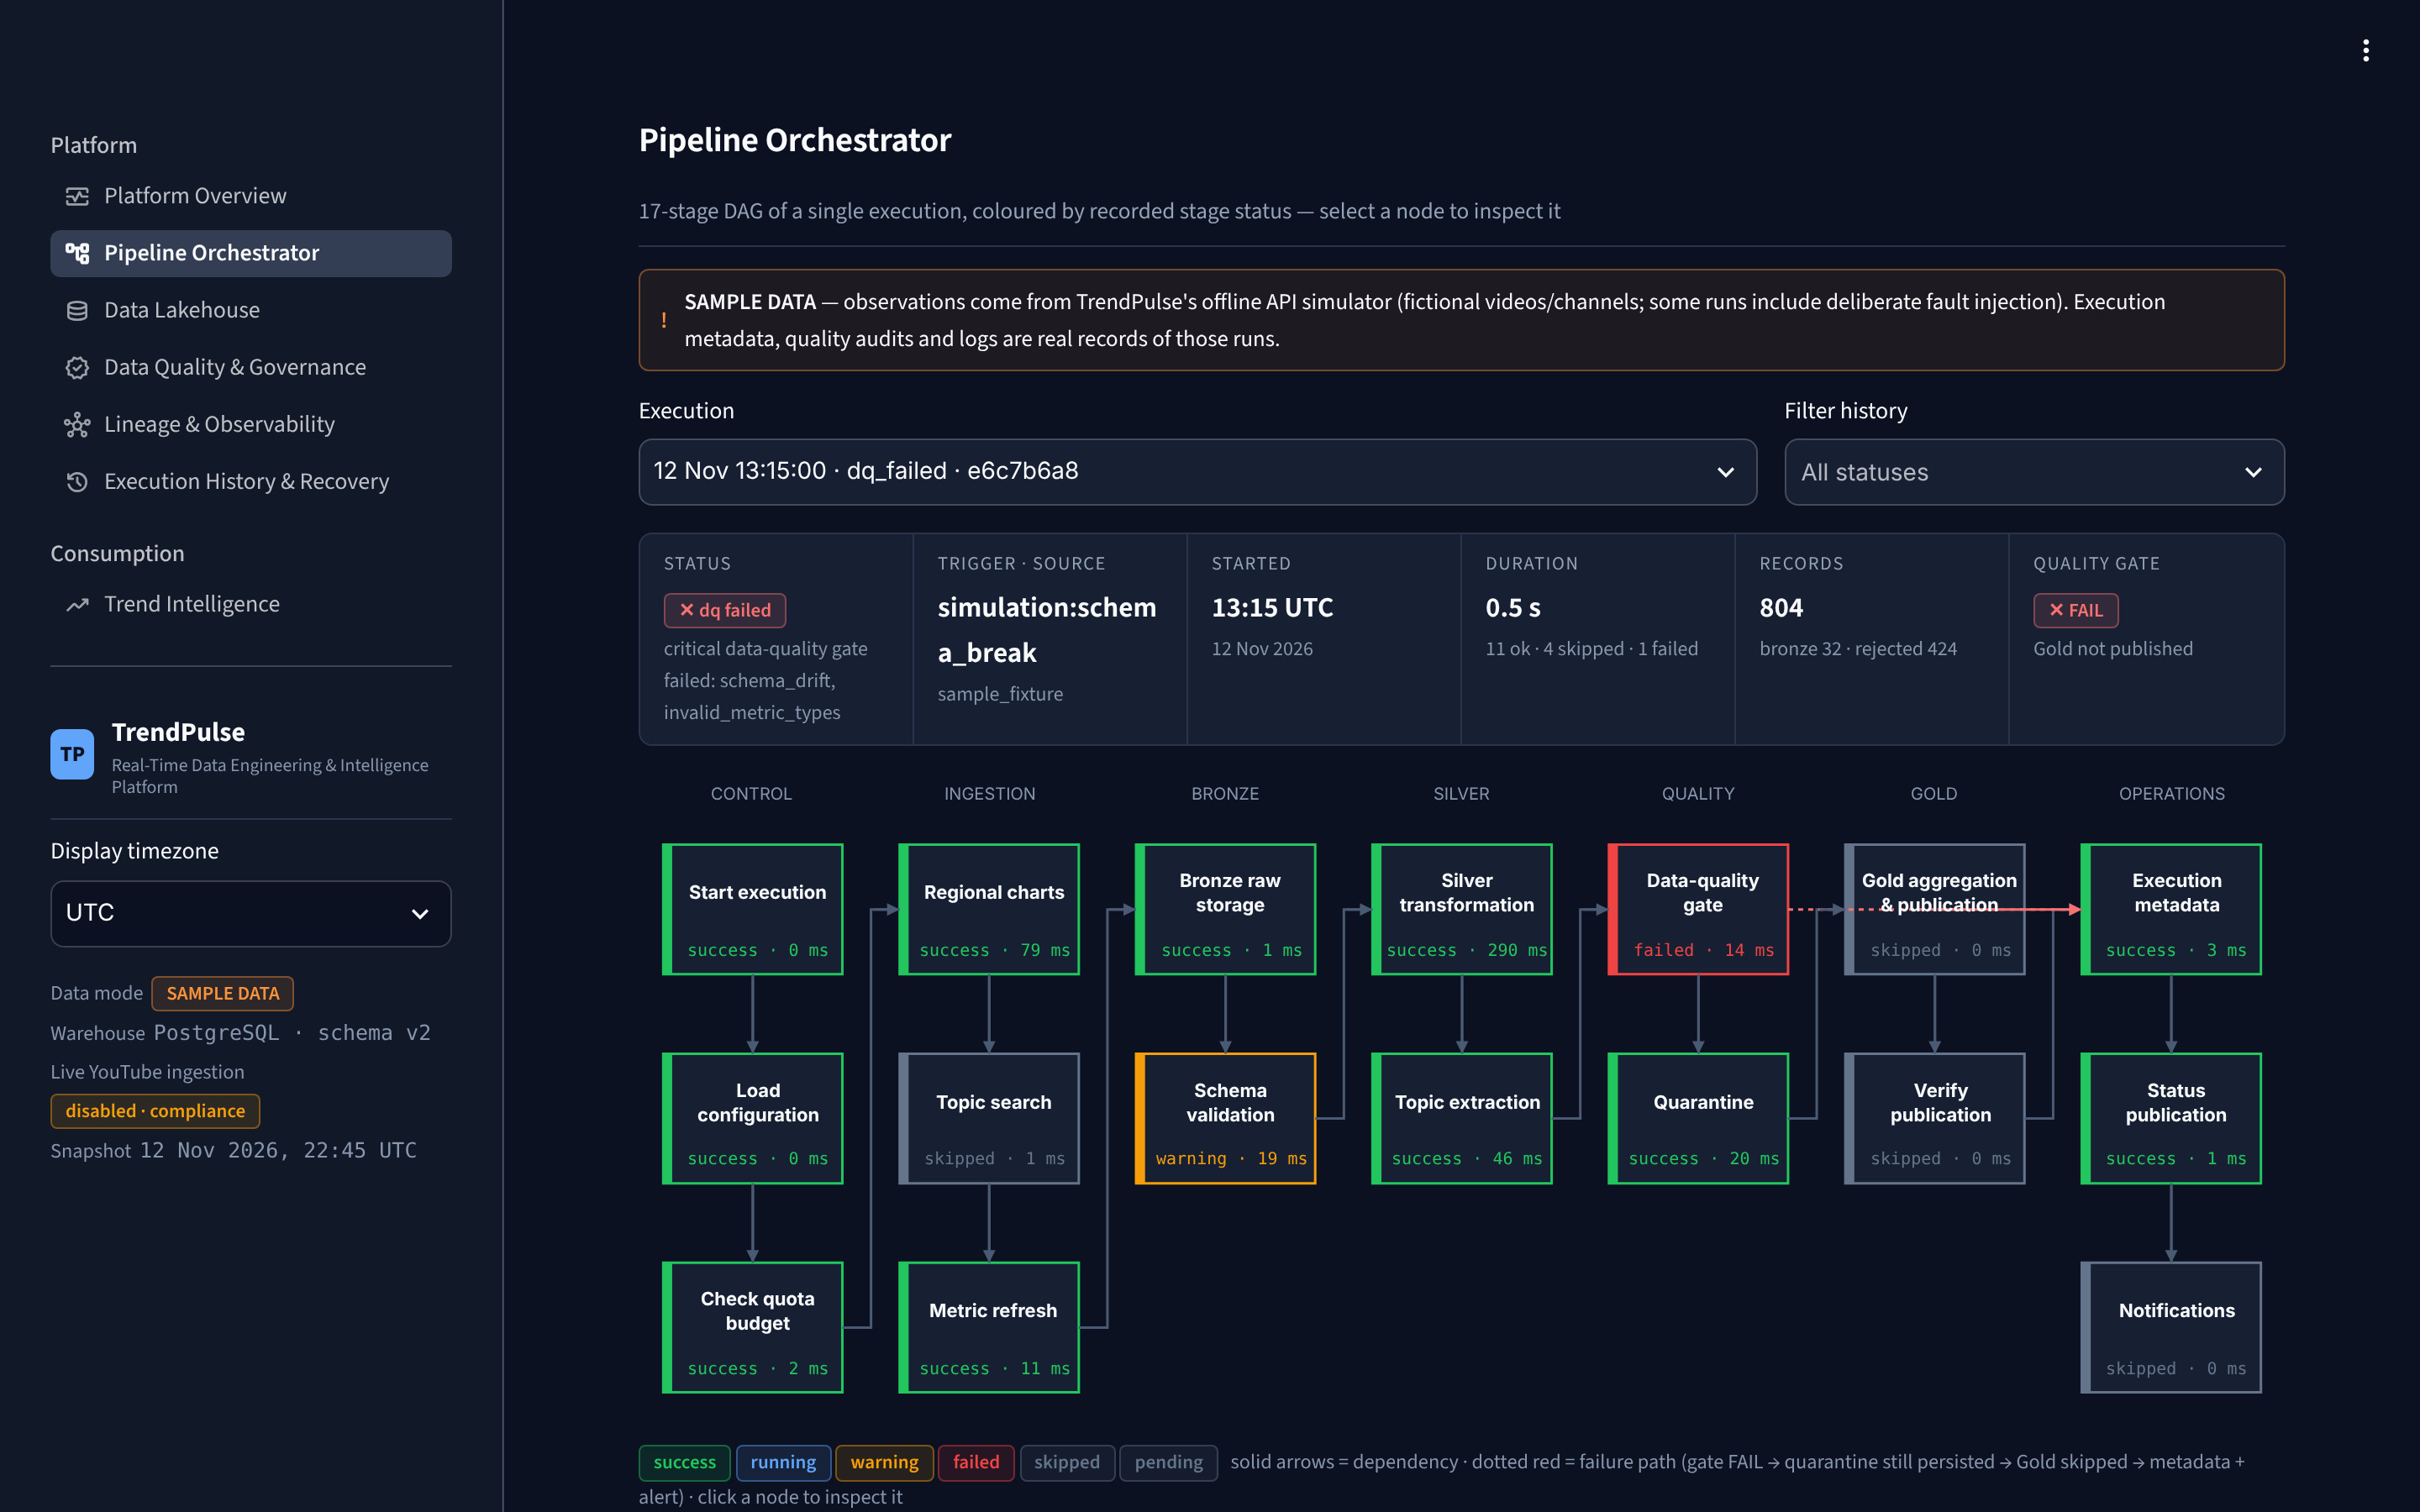 Platform
Platform Overview
Pipeline Orchestrator
Data Lakehouse
Data Quality & Governance
Lineage & Observability
Execution History & Recovery
Consumption
Trend Intelligence
TP
TrendPulse
Real-Time Data Engineering & Intelligence
Platform
Display timezone
UTC
Data mode SAMPLE DATA
Warehouse PostgreSQL · schema v2
Live YouTube ingestion
disabled · compliance
Snapshot 12 Nov 2026, 22:45 UTC
Pipeline Orchestrator
17-stage DAG of a single execution, coloured by recorded stage status — select a node to inspect it
! SAMPLE DATA — observations come from TrendPulse's offline API simulator (fictional videos/channels; some runs include deliberate fault injection). Execution
metadata, quality audits and logs are real records of those runs.
Execution
12 Nov 13:15:00 · dq_failed · e6c7b6a8
Filter history
All statuses
STATUS
✕ dq failed
critical data-quality gate
failed: schema_drift,
invalid_metric_types
TRIGGER · SOURCE
simulation:schem
a_break
sample_fixture
STARTED
13:15 UTC
12 Nov 2026
DURATION
0.5 s
11 ok · 4 skipped · 1 failed
RECORDS
804
bronze 32 · rejected 424
QUALITY GATE
✕ FAIL
Gold not published
CONTROL
INGESTION
BRONZE
SILVER
QUALITY
GOLD
OPERATIONS
Start execution
success · 0 ms
Regional charts
success · 79 ms
Bronze raw
storage
success · 1 ms
Silver
transformation
success · 290 ms
Data-quality
gate
failed · 14 ms
Gold aggregation
& publication
skipped · 0 ms
Execution
metadata
success · 3 ms
Load
configuration
success · 0 ms
Topic search
skipped · 1 ms
Schema
validation
warning · 19 ms
Topic extraction
success · 46 ms
Quarantine
success · 20 ms
Verify
publication
skipped · 0 ms
Status
publication
success · 1 ms
Check quota
budget
success · 2 ms
Metric refresh
success · 11 ms
Notifications
skipped · 0 ms
success running warning failed skipped pending solid arrows = dependency · dotted red = failure path (gate FAIL → quarantine still persisted → Gold skipped → metadata +
alert) · click a node to inspect it